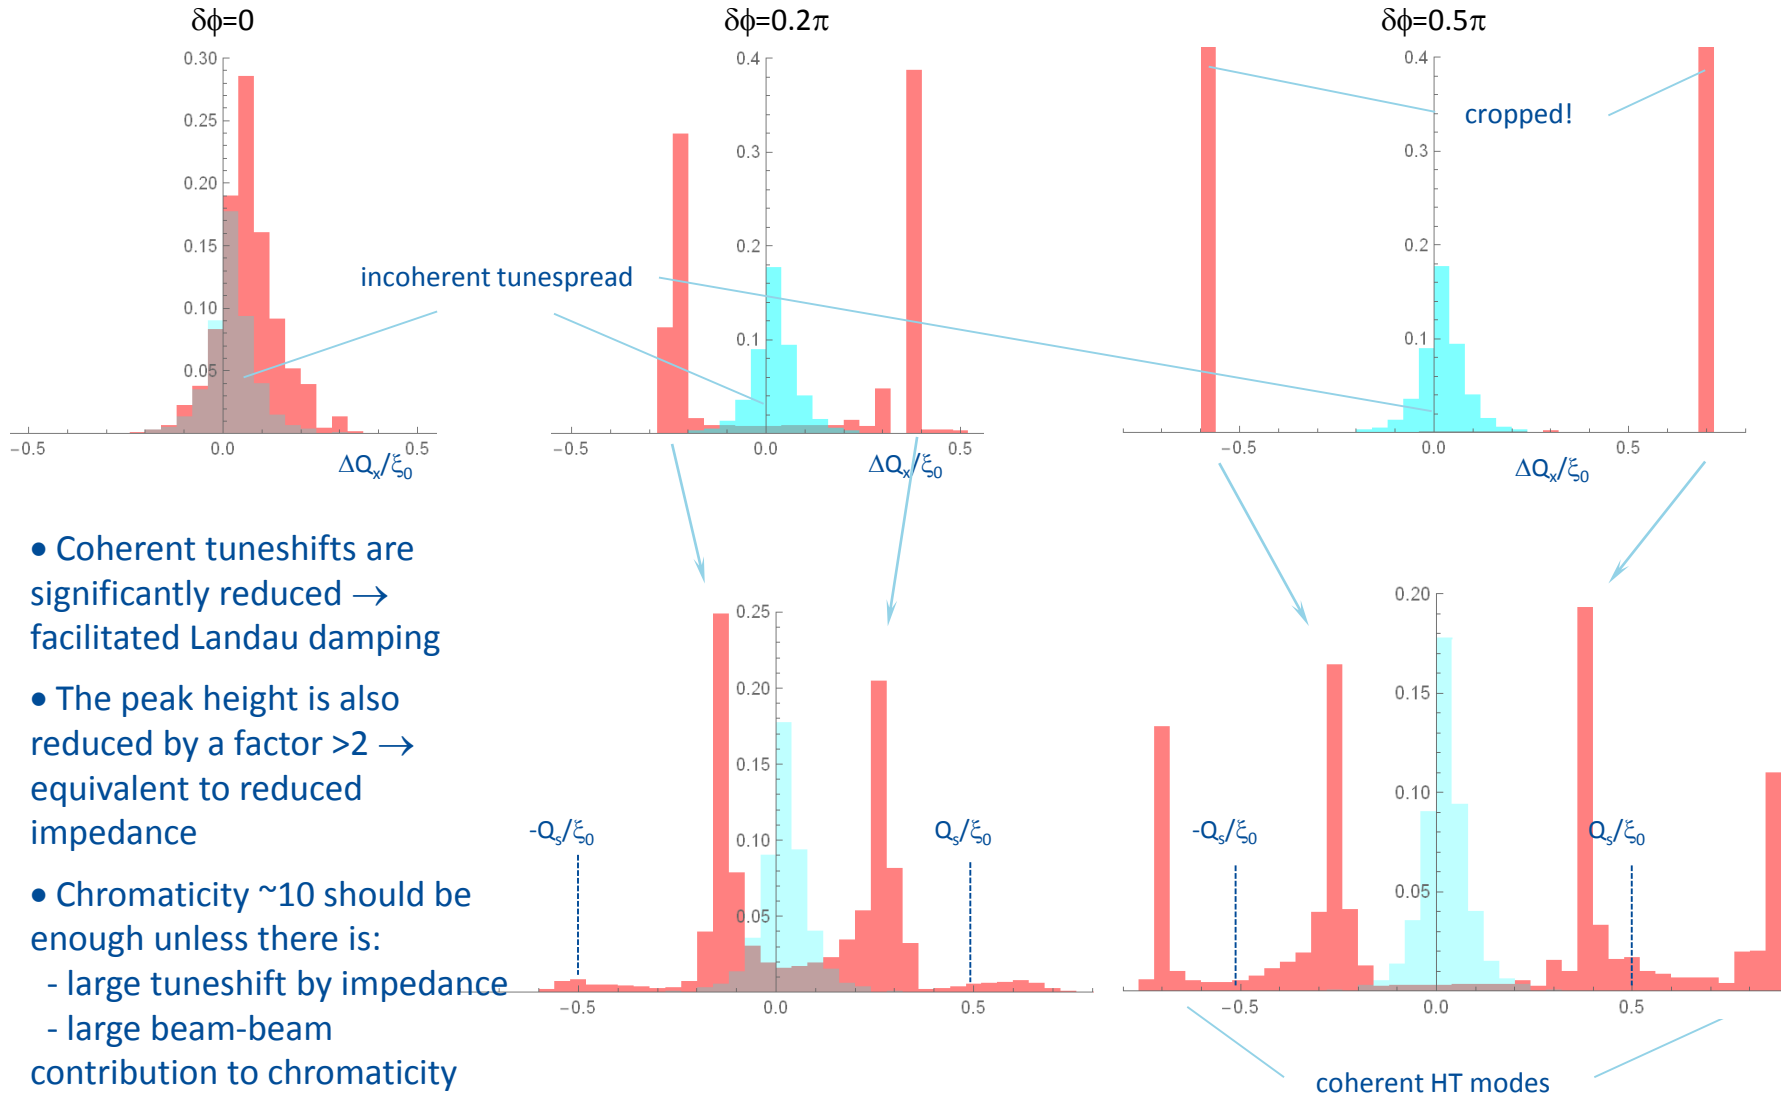 δϕ=0
δϕ=0.2π
δϕ=0.5π
0.30
0.25
0.20
0.15
0.10
0.05
−0.5
0.0
0.5
ΔQx/ξ0
0.4
0.3
0.2
0.1
−0.5
0.0
0.5
ΔQx/ξ0
0.4
0.3
0.2
0.1
−0.5
0.0
0.5
ΔQx/ξ0
cropped!
incoherent tunespread
• Coherent tuneshifts are
significantly reduced →
facilitated Landau damping
• The peak height is also
reduced by a factor >2 →
equivalent to reduced
impedance
• Chromaticity ~10 should be
enough unless there is:
- large tuneshift by impedance
- large beam-beam
contribution to chromaticity
0.25
0.20
0.15
0.10
0.05
-Qs/ξ0
Qs/ξ0
−0.5
0.0
0.5
0.20
0.15
0.10
0.05
-Qs/ξ0
Qs/ξ0
−0.5
0.0
0.5
coherent HT modes